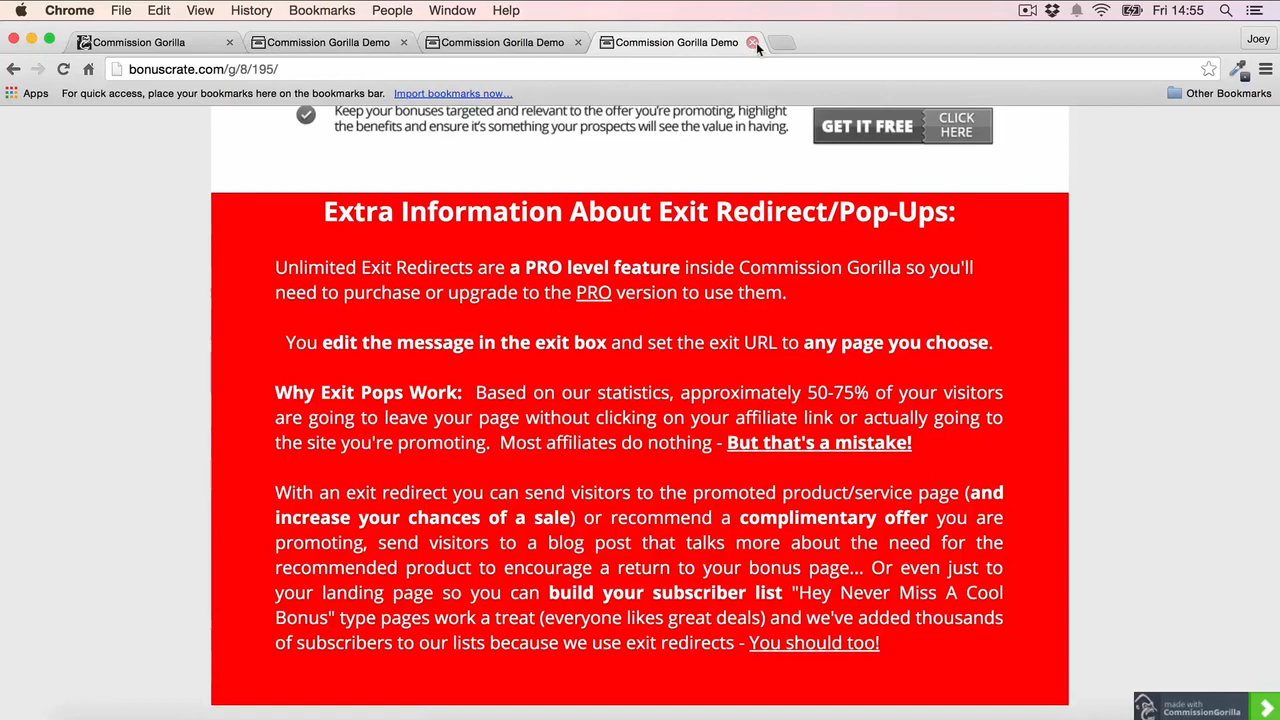 Chrome File Edit View History Bookmarks People Window Help Fri 14:55
Commission Gorilla Commission Gorilla Demo Commission Gorilla Demo Commission Gorilla Demo Joey
bonuscrate.com/g/8/195/
Apps For quick access, place your bookmarks here on the bookmarks bar. Import bookmarks now... Other Bookmarks
Keep your bonuses targeted and relevant to the offer you're promoting, highlight
the benefits and ensure it's something your prospects will see the value in having.
GET IT FREE CLICK HERE
Extra Information About Exit Redirect/Pop-Ups:
Unlimited Exit Redirects are a PRO level feature inside Commission Gorilla so you'll
need to purchase or upgrade to the PRO version to use them.
You edit the message in the exit box and set the exit URL to any page you choose.
Why Exit Pops Work: Based on our statistics, approximately 50-75% of your visitors
are going to leave your page without clicking on your affiliate link or actually going to
the site you're promoting. Most affiliates do nothing - But that's a mistake!
With an exit redirect you can send visitors to the promoted product/service page (and
increase your chances of a sale) or recommend a complimentary offer you are
promoting, send visitors to a blog post that talks more about the need for the
recommended product to encourage a return to your bonus page... Or even just to
your landing page so you can build your subscriber list "Hey Never Miss A Cool
Bonus" type pages work a treat (everyone likes great deals) and we've added thousands
of subscribers to our lists because we use exit redirects - You should too!
made with
CommissionGorilla